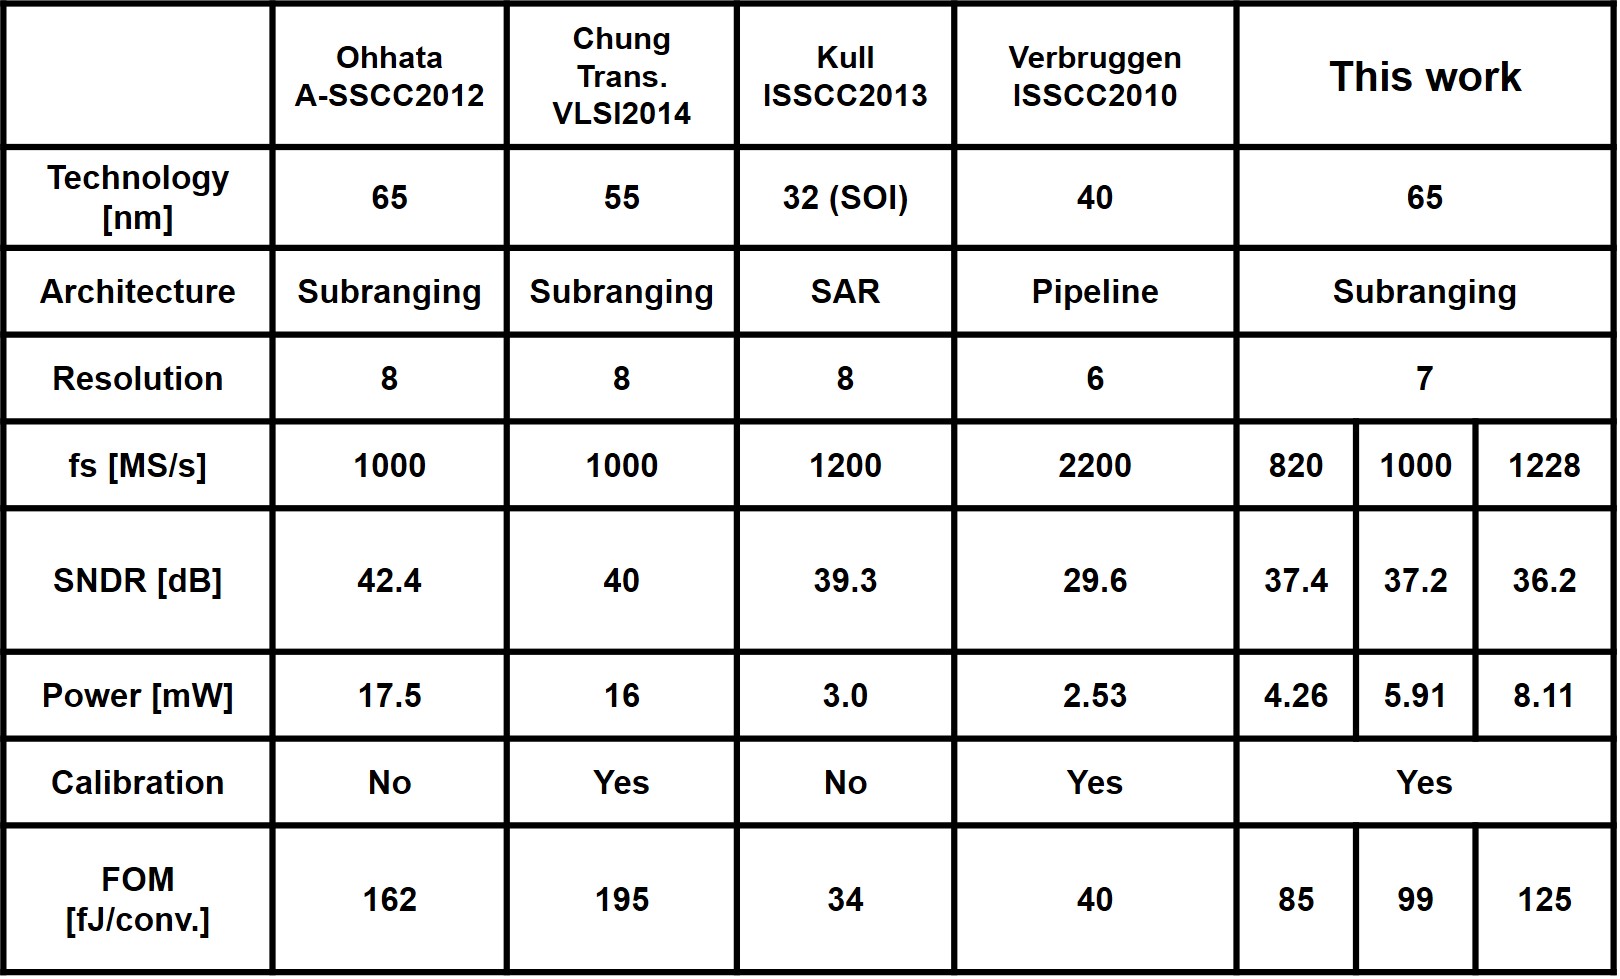 Ohhata
A-SSCC2012
Chung
Trans.
VLSI2014
Kull
ISSCC2013
Verbruggen
ISSCC2010
This work
Technology
[nm]
65
55
32 (SOI)
40
65
Architecture
Subranging
Subranging
SAR
Pipeline
Subranging
Resolution
8
8
8
6
7
fs [MS/s]
1000
1000
1200
2200
820
1000
1228
SNDR [dB]
42.4
40
39.3
29.6
37.4
37.2
36.2
Power [mW]
17.5
16
3.0
2.53
4.26
5.91
8.11
Calibration
No
Yes
No
Yes
Yes
FOM
[fJ/conv.]
162
195
34
40
85
99
125